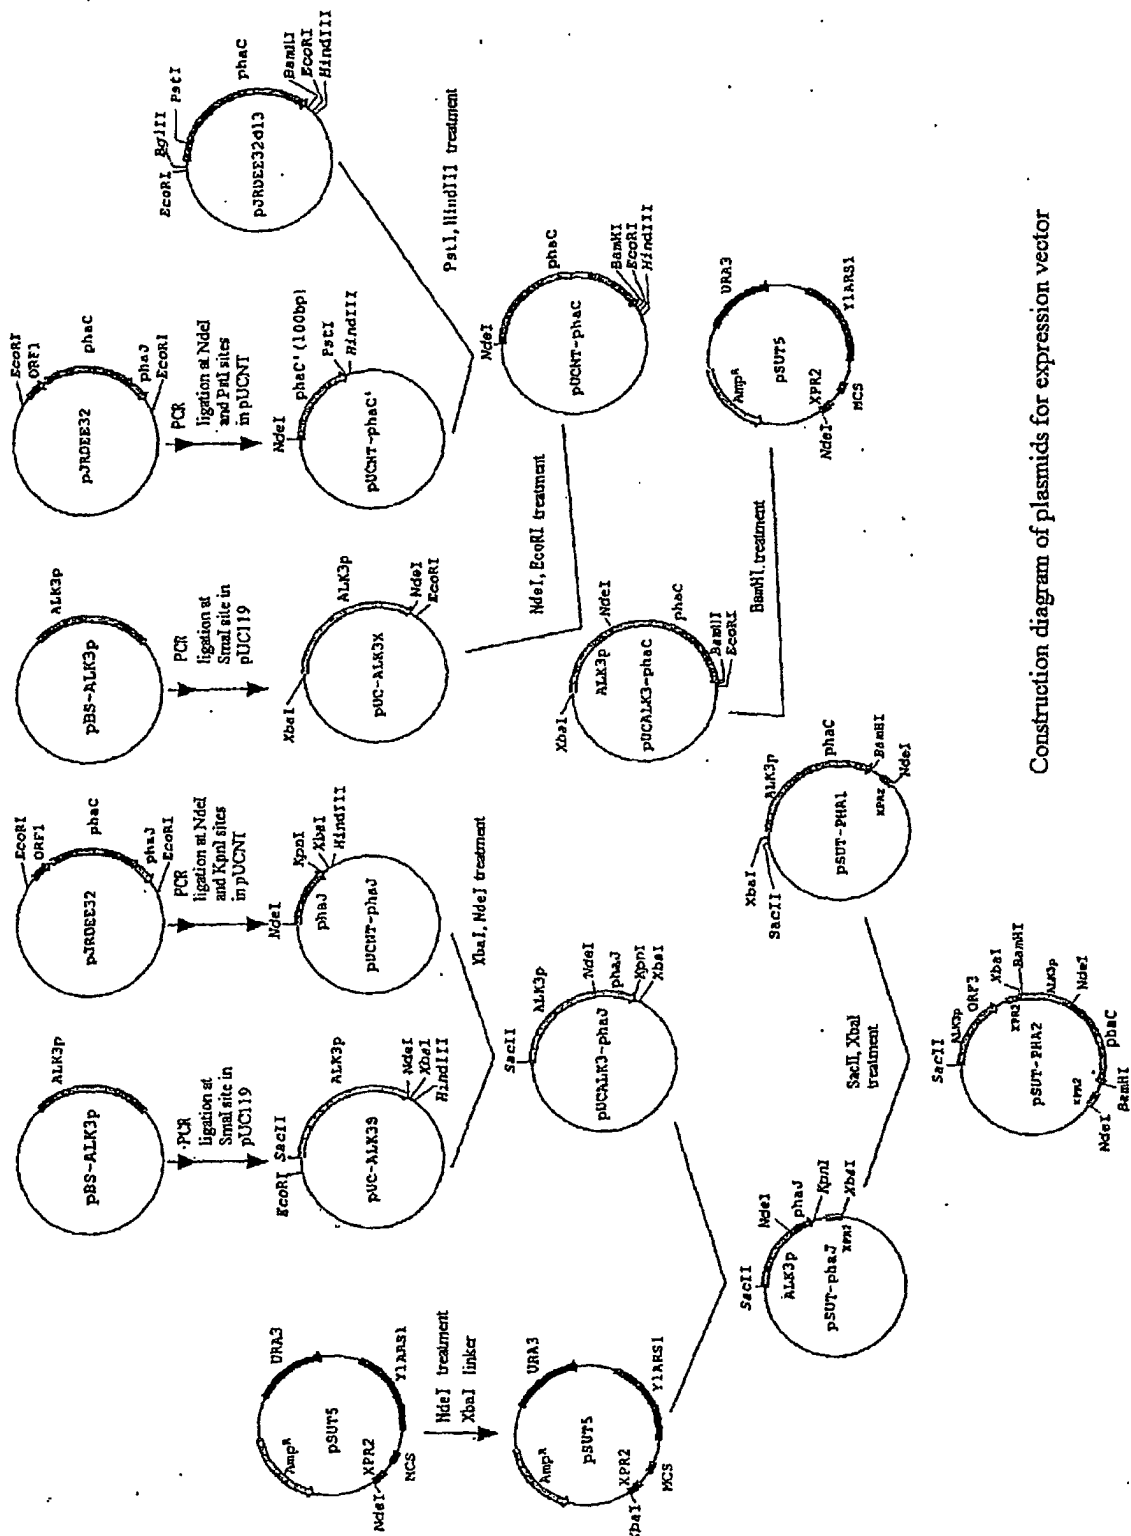 pSUT5
Amp^R
URA3
YlARS1
MCS
XPR2
NdeI
NdeI treatment
XbaI linker
pSUT5
Amp^R
URA3
YlARS1
MCS
XPR2
XbaI
pBS-ALK3p
ALK3p
PCR
ligation at
SmaI site in
pUC119
EcoRI
SacII
ALK3p
NdeI
XbaI
HindIII
pUC-ALK3S
pJRDEE32
EcoRI
ORF1
phaC
phaJ
EcoRI
PCR
ligation at NdeI
and KpnI sites
in pUCNT
NdeI
phaJ
KpnI
XbaI
HindIII
pUCNT-phaJ
XbaI, NdeI treatment
SacII
ALK3p
NdeI
phaJ
KpnI
XbaI
pUCALK3-phaJ
SacII
ALK3p
NdeI
phaJ
KpnI
XbaI
XPR2
pSUT-phaJ
pBS-ALK3p
ALK3p
PCR
ligation at
SmaI site in
pUC119
XbaI
ALK3p
NdeI
EcoRI
pUC-ALK3X
pJRDEE32
EcoRI
ORF1
phaC
phaJ
EcoRI
PCR
ligation at NdeI
and PstI sites
in pUCNT
NdeI
phaC' (100bp)
PstI
HindIII
pUCNT-phaC'
EcoRI
BglII
PstI
phaC
BamHI
EcoRI
HindIII
pJRDEE32d13
PstI, HindIII treatment
NdeI
phaC
BamHI
EcoRI
HindIII
pUCNT-phaC
NdeI, EcoRI treatment
XbaI
ALK3p
NdeI
phaC
BamHI
EcoRI
pUCALK3-phaC
pSUT5
Amp^R
URA3
YlARS1
MCS
XPR2
NdeI
BamHI, treatment
XbaI
SacII
ALK3p
phaC
BamHI
XPR2
NdeI
pSUT-PHA1
SacII, XbaI
treatment
SacII
ALK3p
ORF3
XbaI
XPR2
BamHI
ALK3p
NdeI
phaC
BamHI
XPR2
NdeI
pSUT-PHA2
Construction diagram of plasmids for expression vector